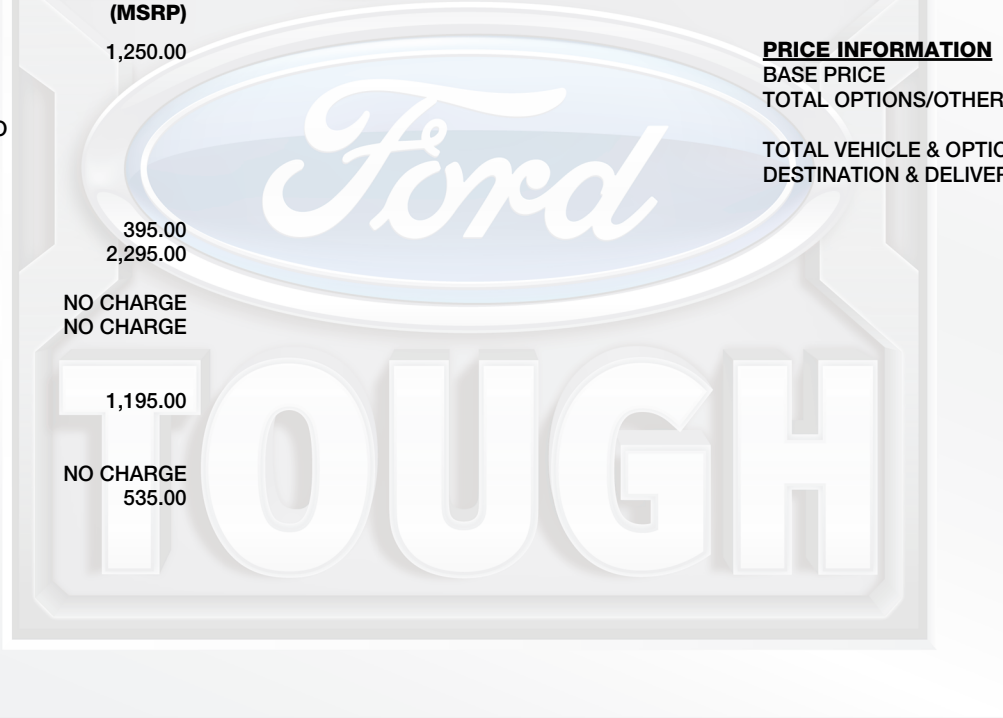 (MSRP)
1,250.00
395.00
2,295.00
NO CHARGE
NO CHARGE
1,195.00
NO CHARGE
535.00
PRICE INFORMATION
BASE PRICE
TOTAL OPTIONS/OTHER
TOTAL VEHICLE & OPTIO
DESTINATION & DELIVER
Ford
TOUGH